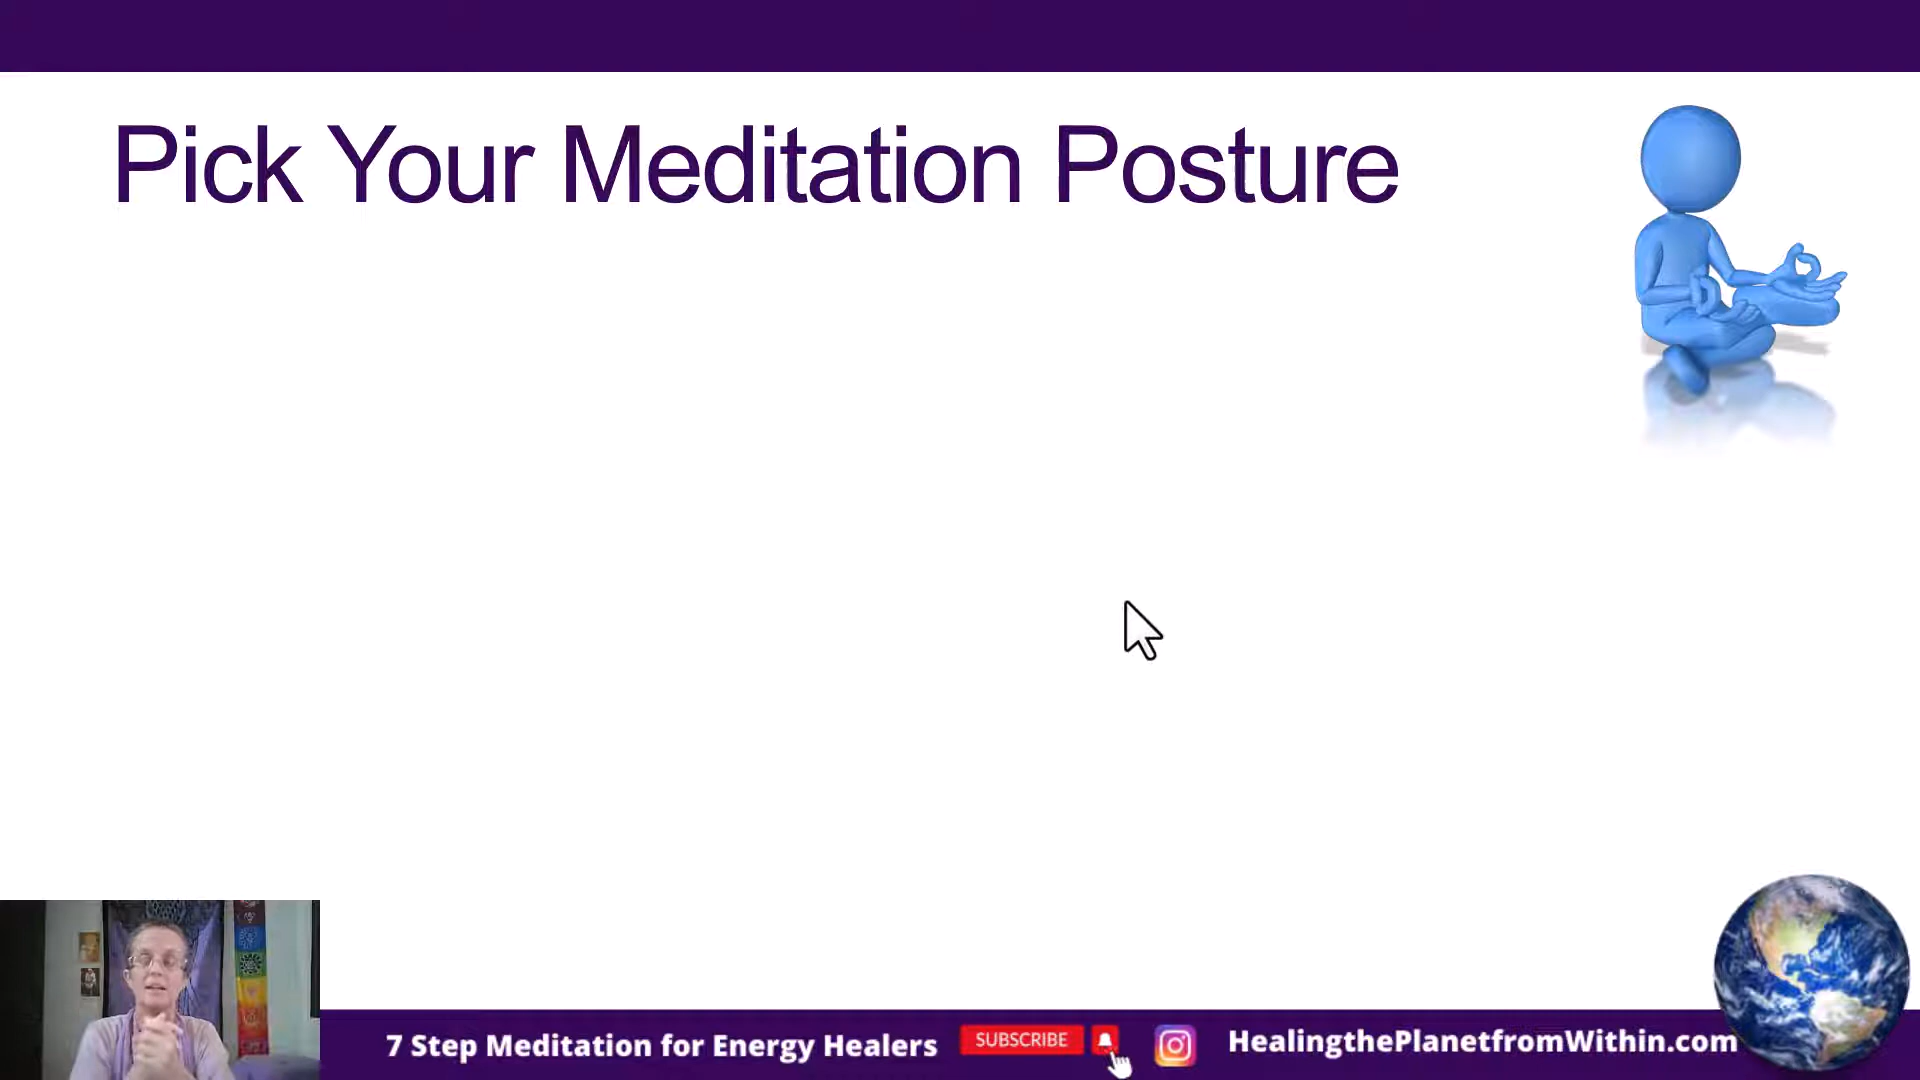 Pick Your Meditation Posture
7 Step Meditation for Energy Healers
SUBSCRIBE
HealingthePlanetfromWithin.com